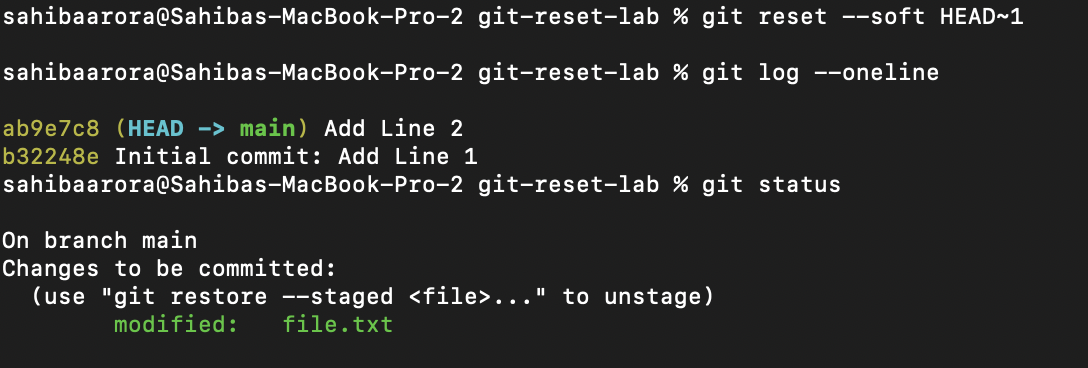 sahibaarora@Sahibas-MacBook-Pro-2 git-reset-lab % git reset --soft HEAD~1
sahibaarora@Sahibas-MacBook-Pro-2 git-reset-lab % git log --oneline
ab9e7c8 (HEAD -> main) Add Line 2
b32248e Initial commit: Add Line 1
sahibaarora@Sahibas-MacBook-Pro-2 git-reset-lab % git status
On branch main
Changes to be committed:
  (use "git restore --staged <file>..." to unstage)
        modified:   file.txt